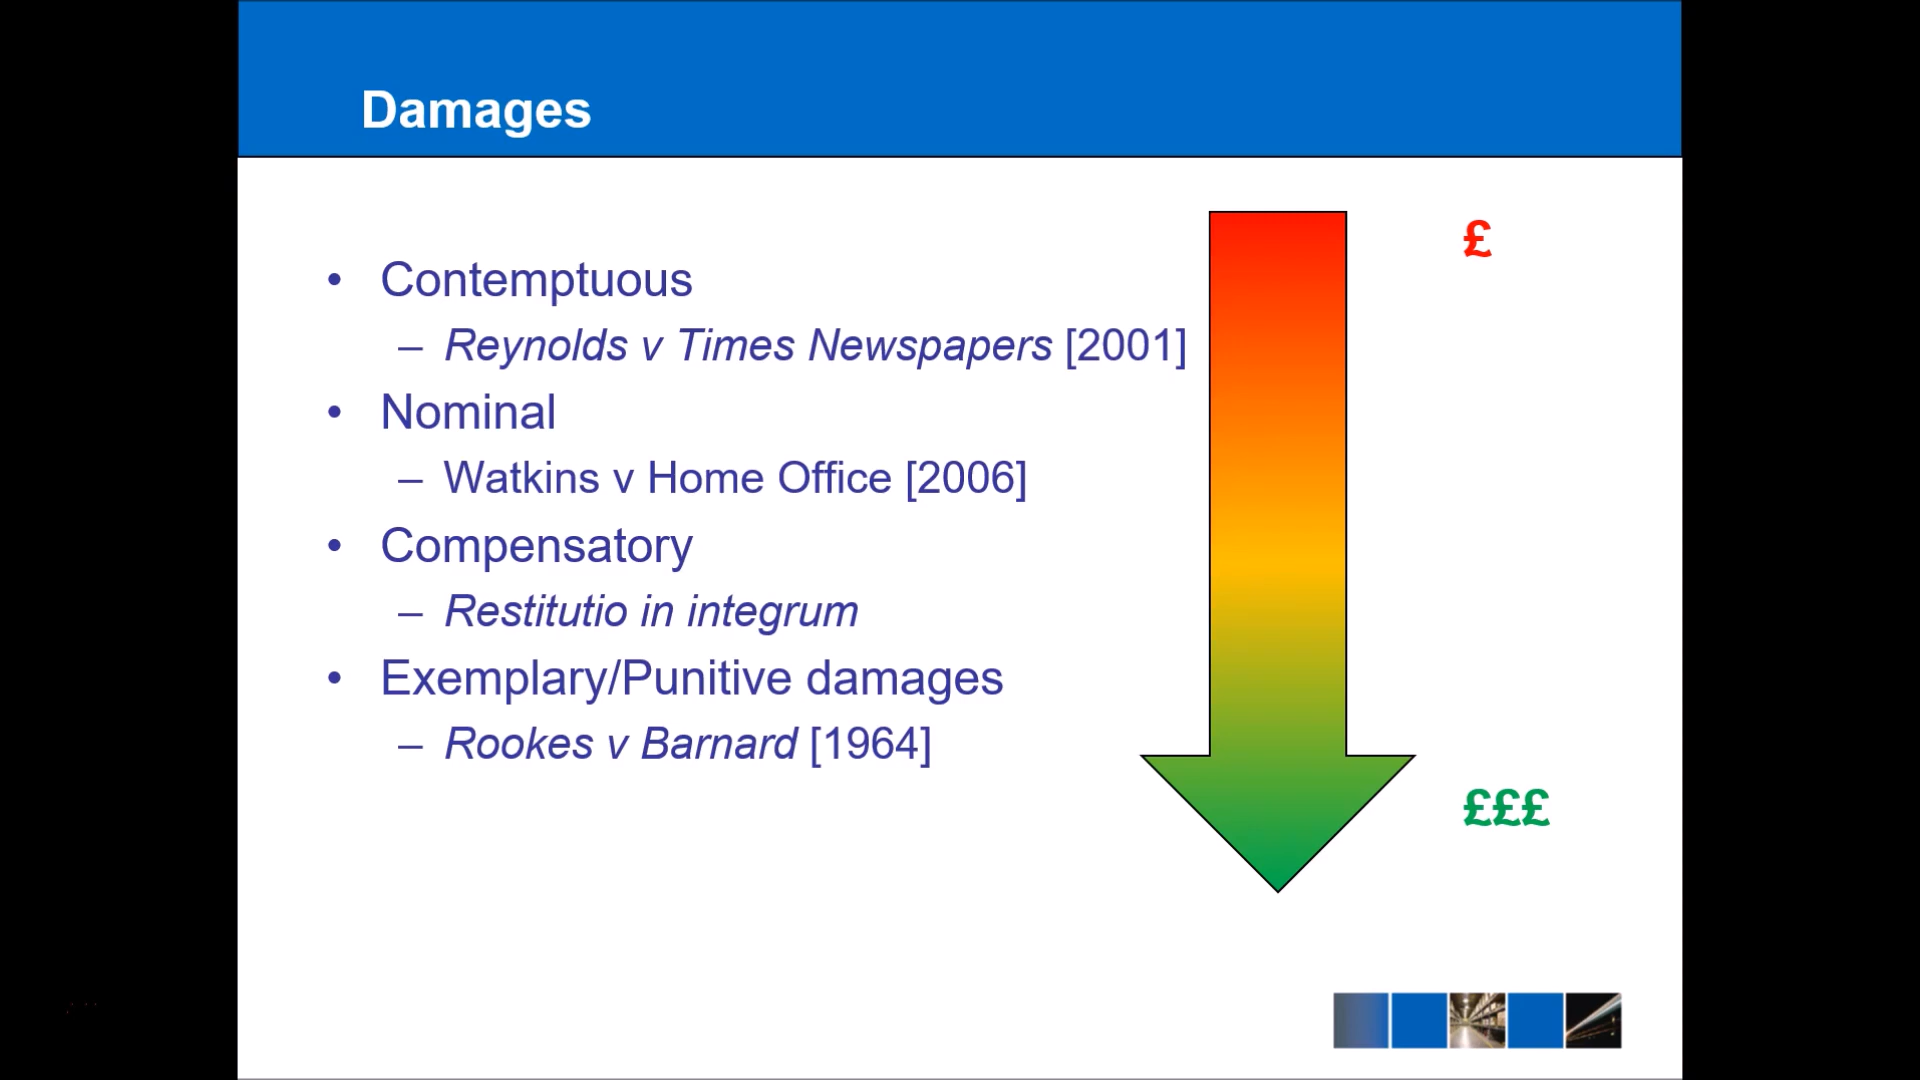 Damages
£
• Contemptuous
– Reynolds v Times Newspapers [2001]
• Nominal
– Watkins v Home Office [2006]
• Compensatory
– Restitutio in integrum
• Exemplary/Punitive damages
– Rookes v Barnard [1964]
£££